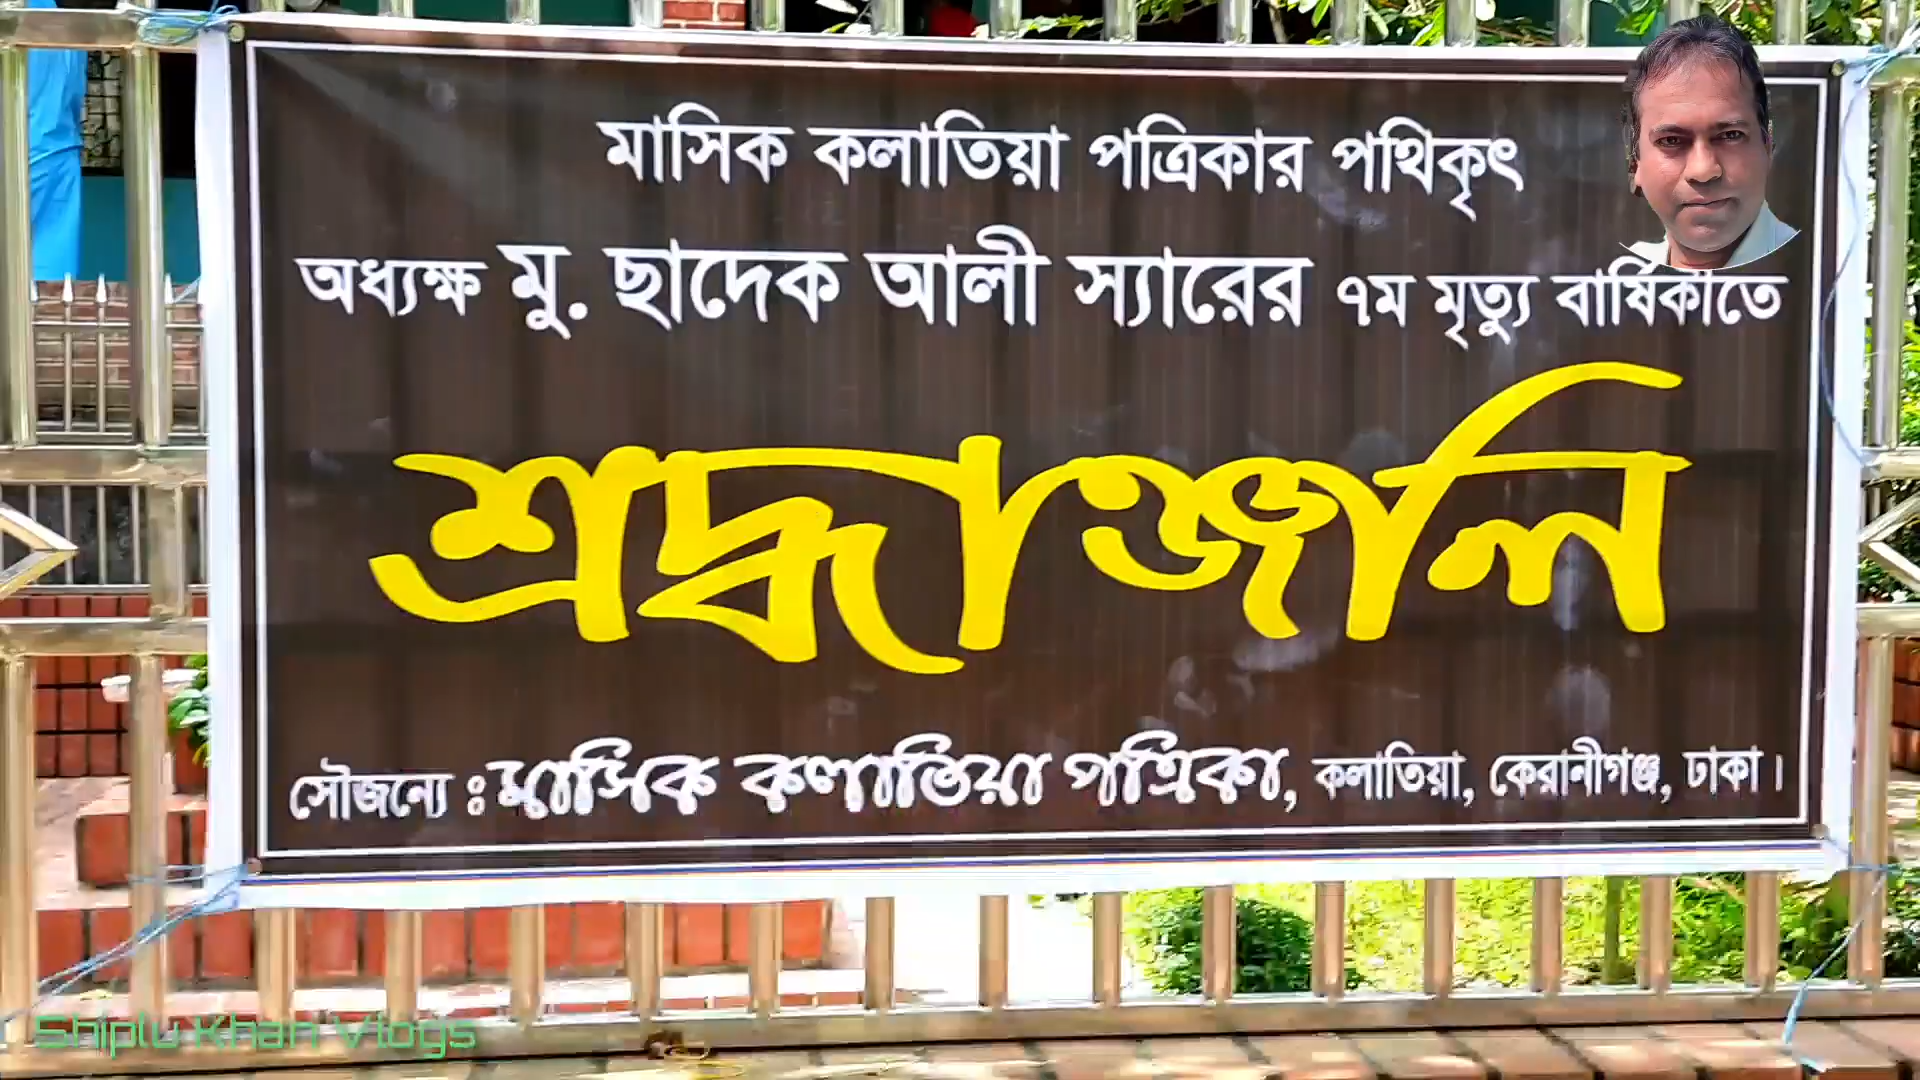 মাসিক কলাতিয়া পত্রিকার পথিকৃৎ
অধ্যক্ষ মু. ছাদেক আলী স্যারের ৭ম মৃত্যু বার্ষিকীতে
শ্রদ্ধাঞ্জলি
সৌজন্যে ঃ মাসিক কলাতিয়া পত্রিকা, কলাতিয়া, কেরানীগঞ্জ, ঢাকা।
Shiplu Khan Vlogs